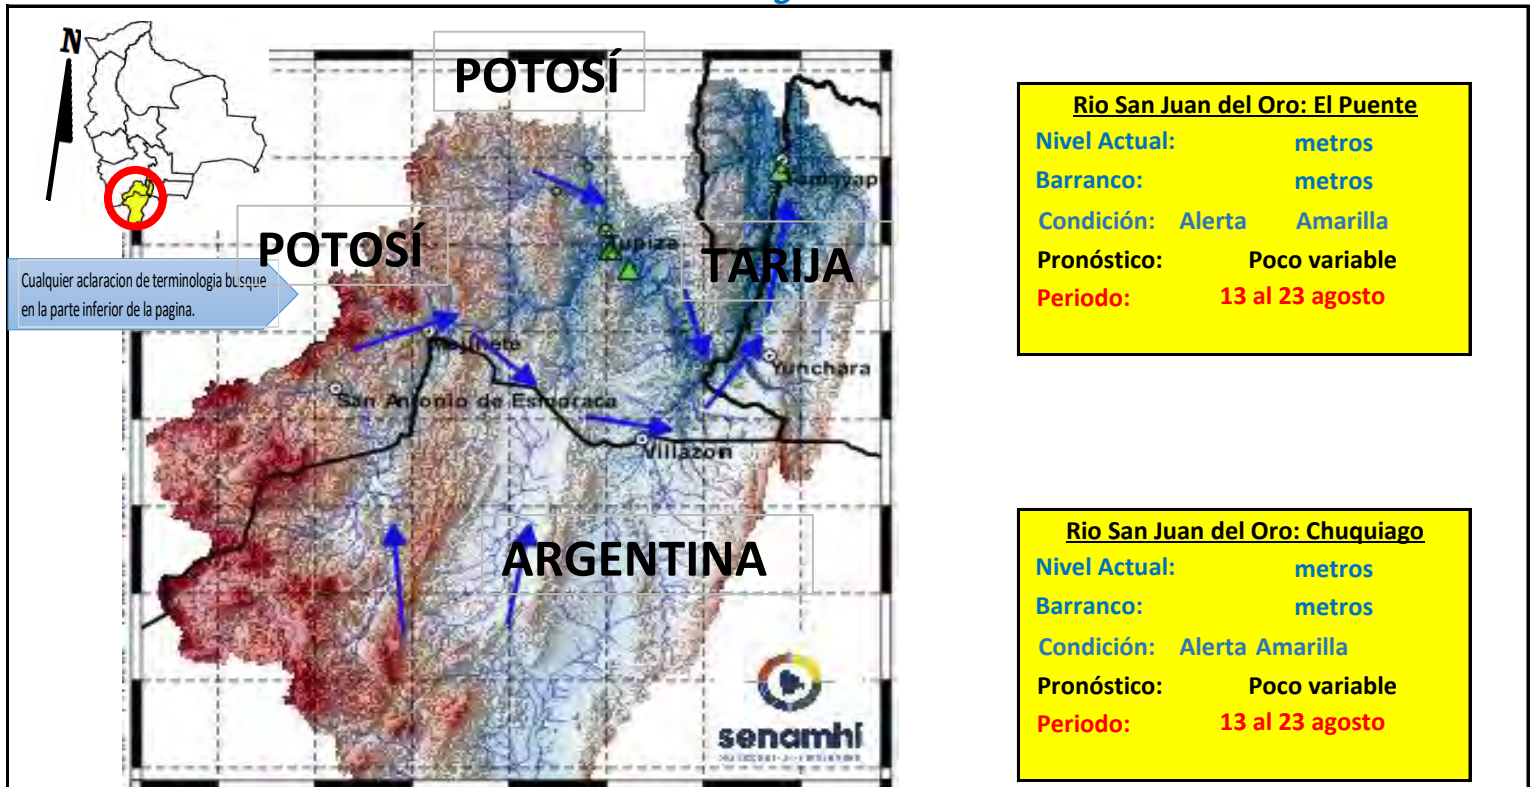 N
POTOSÍ
POTOSÍ
TARIJA
Cualquier aclaracion de terminologia busque
en la parte inferior de la pagina.
Tupiza
Yunchara
San Antonio de Esmoraca
Villazon
ARGENTINA
senamhi
Rio San Juan del Oro: El Puente
Nivel Actual: metros
Barranco: metros
Condición: Alerta Amarilla
Pronóstico: Poco variable
Periodo: 13 al 23 agosto
Rio San Juan del Oro: Chuquiago
Nivel Actual: metros
Barranco: metros
Condición: Alerta Amarilla
Pronóstico: Poco variable
Periodo: 13 al 23 agosto